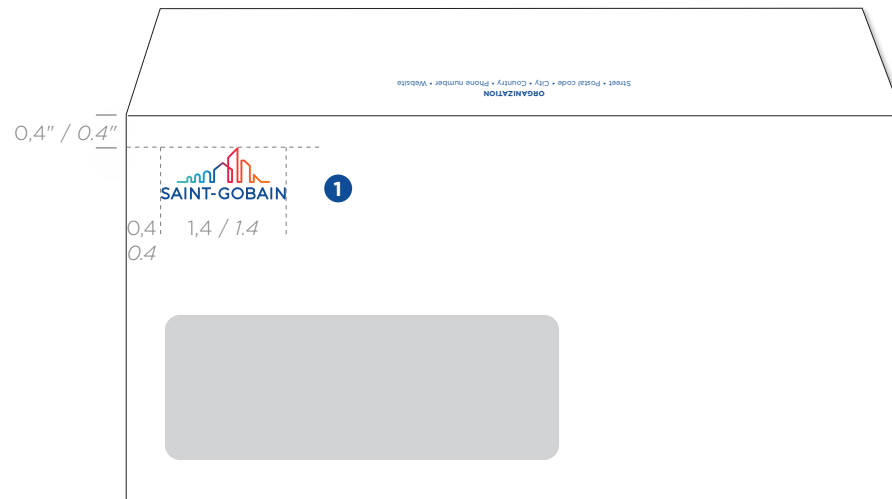 Street • Postal code • City • Country • Phone number • Website
ORGANIZATION
0,4" / 0.4"
SAINT-GOBAIN
1
0,4
1,4 / 1.4
0.4